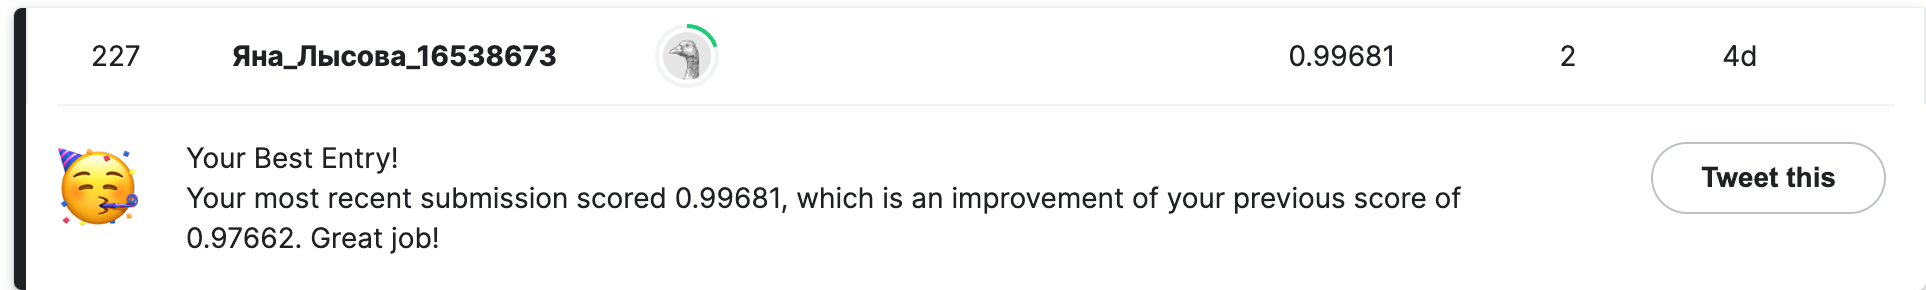 227 Яна_Лысова_16538673 0.99681 2 4d
Your Best Entry!
Your most recent submission scored 0.99681, which is an improvement of your previous score of
0.97662. Great job!
Tweet this